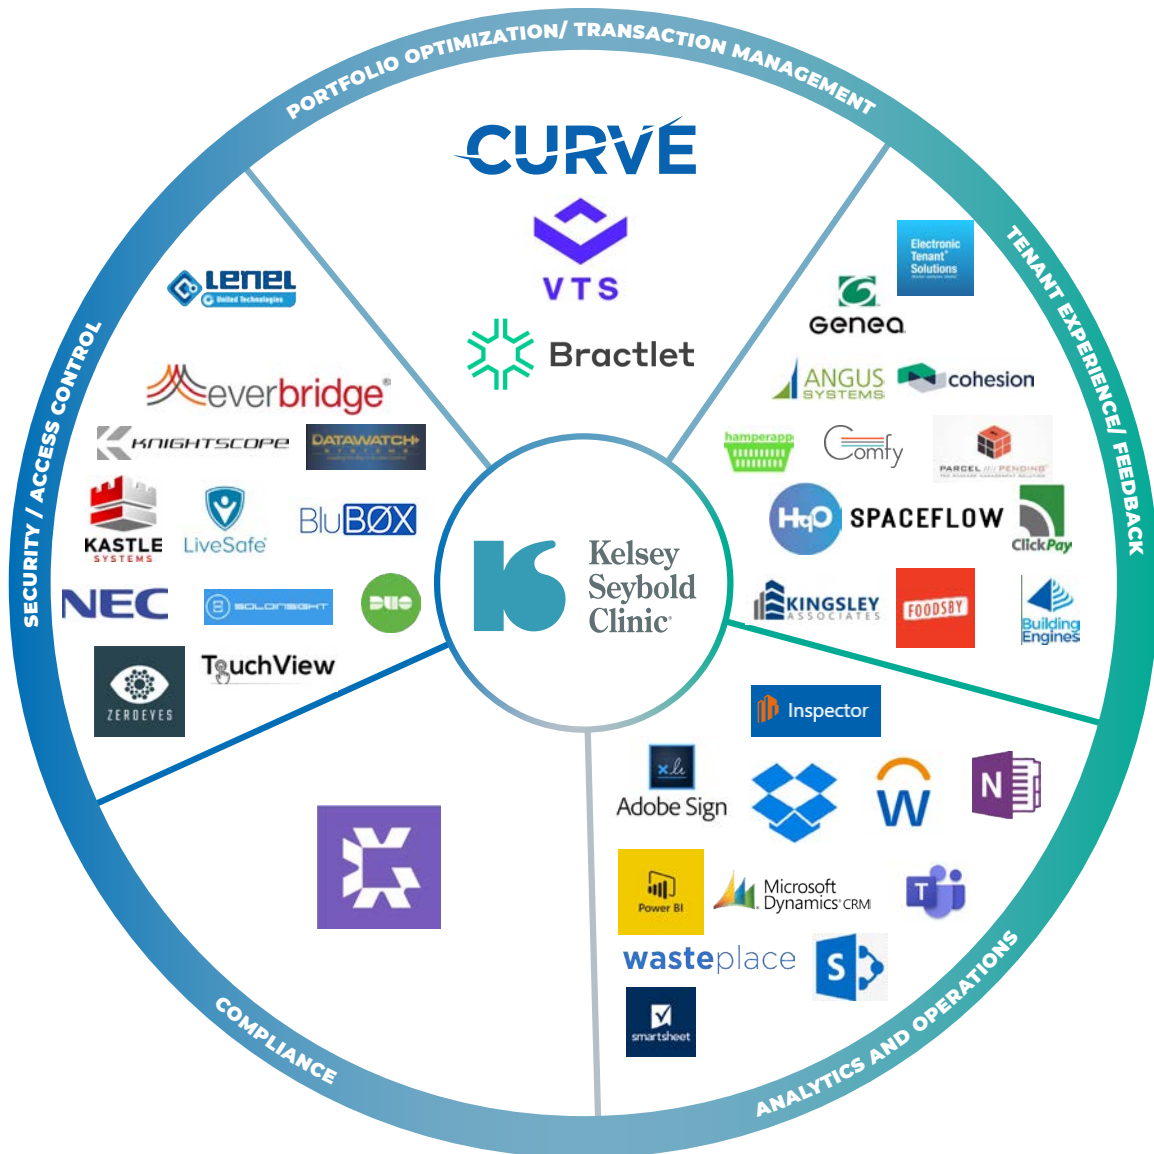 PORTFOLIO OPTIMIZATION/ TRANSACTION MANAGEMENT
CURVE
VTS
Bractlet
TENANT EXPERIENCE/ FEEDBACK
Electronic
Tenant®
Solutions
Genea
ANGUS
SYSTEMS
cohesion
hamperapp
Comfy
PARCEL //// PENDING
HqO
SPACEFLOW
ClickPay
KINGSLEY
ASSOCIATES
FOODSBY
Building
Engines
SECURITY / ACCESS CONTROL
LENEL
United Technologies
everbridge®
KNIGHTSCOPE
DATAWATCH
SYSTEMS
KASTLE
SYSTEMS
LiveSafe
BluBØX
NEC
SOLOINSIGHT
DUO
ZEROEYES
TouchView
Kelsey
Seybold
Clinic
Inspector
Adobe Sign
W
N
Power BI
Microsoft
Dynamics® CRM
T
wasteplace
S
smartsheet
ANALYTICS AND OPERATIONS
G
COMPLIANCE